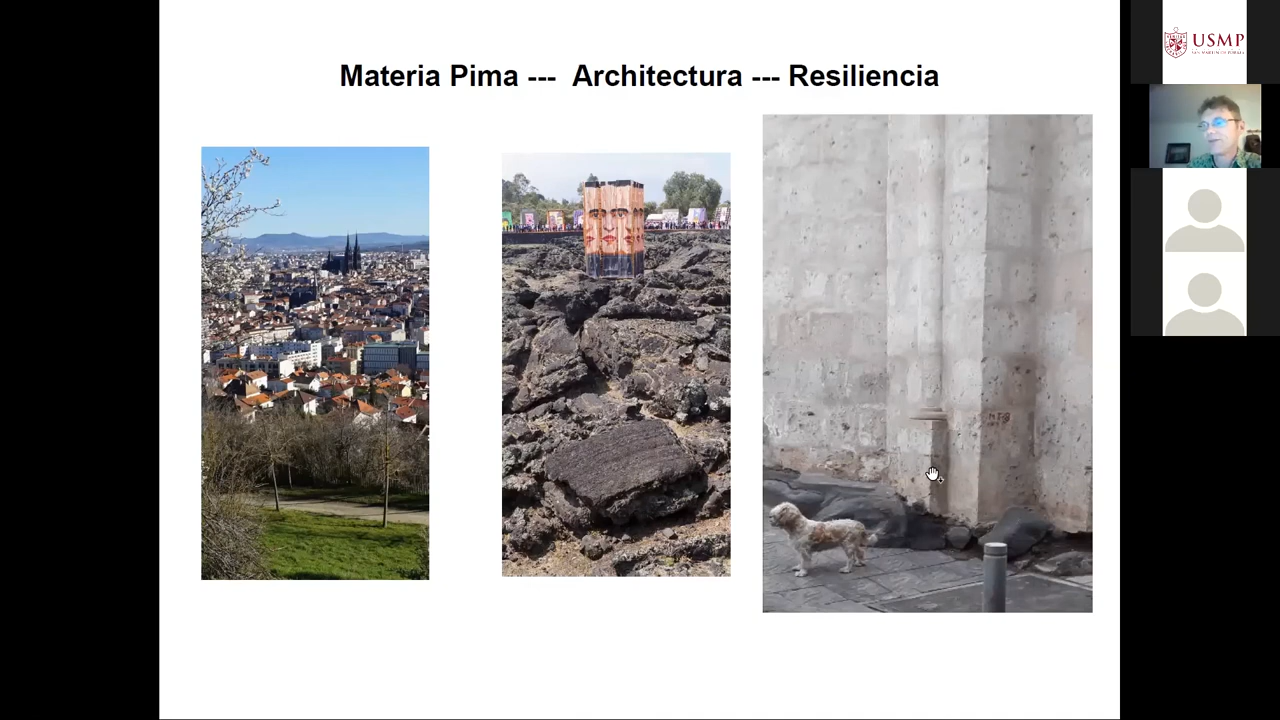 Materia Pima --- Architectura --- Resiliencia
USMP